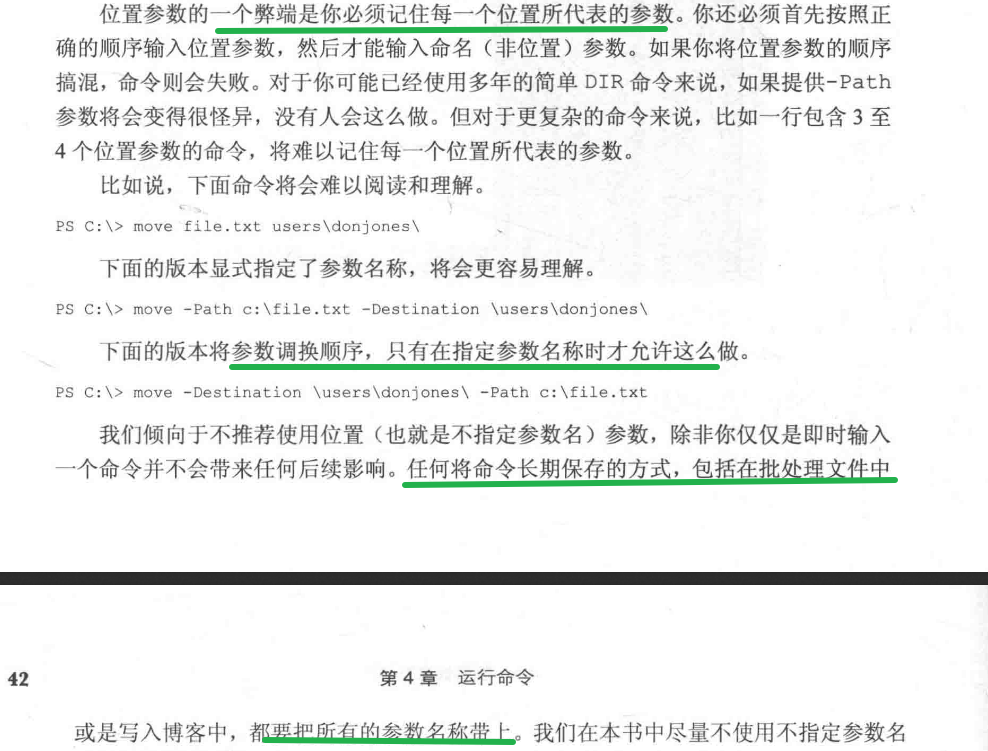 位置参数的一个弊端是你必须记住每一个位置所代表的参数。你还必须首先按照正
确的顺序输入位置参数，然后才能输入命名（非位置）参数。如果你将位置参数的顺序
搞混，命令则会失败。对于你可能已经使用多年的简单 DIR 命令来说，如果提供-Path
参数将会变得很怪异，没有人会这么做。但对于更复杂的命令来说，比如一行包含 3 至
4 个位置参数的命令，将难以记住每一个位置所代表的参数。
比如说，下面命令将会难以阅读和理解。
PS C:\> move file.txt users\donjones\
下面的版本显式指定了参数名称，将会更容易理解。
PS C:\> move -Path c:\file.txt -Destination \users\donjones\
下面的版本将参数调换顺序，只有在指定参数名称时才允许这么做。
PS C:\> move -Destination \users\donjones\ -Path c:\file.txt
我们倾向于不推荐使用位置（也就是不指定参数名）参数，除非你仅仅是即时输入
一个命令并不会带来任何后续影响。任何将命令长期保存的方式，包括在批处理文件中
42 第 4 章 运行命令
或是写入博客中，都要把所有的参数名称带上。我们在本书中尽量不使用不指定参数名